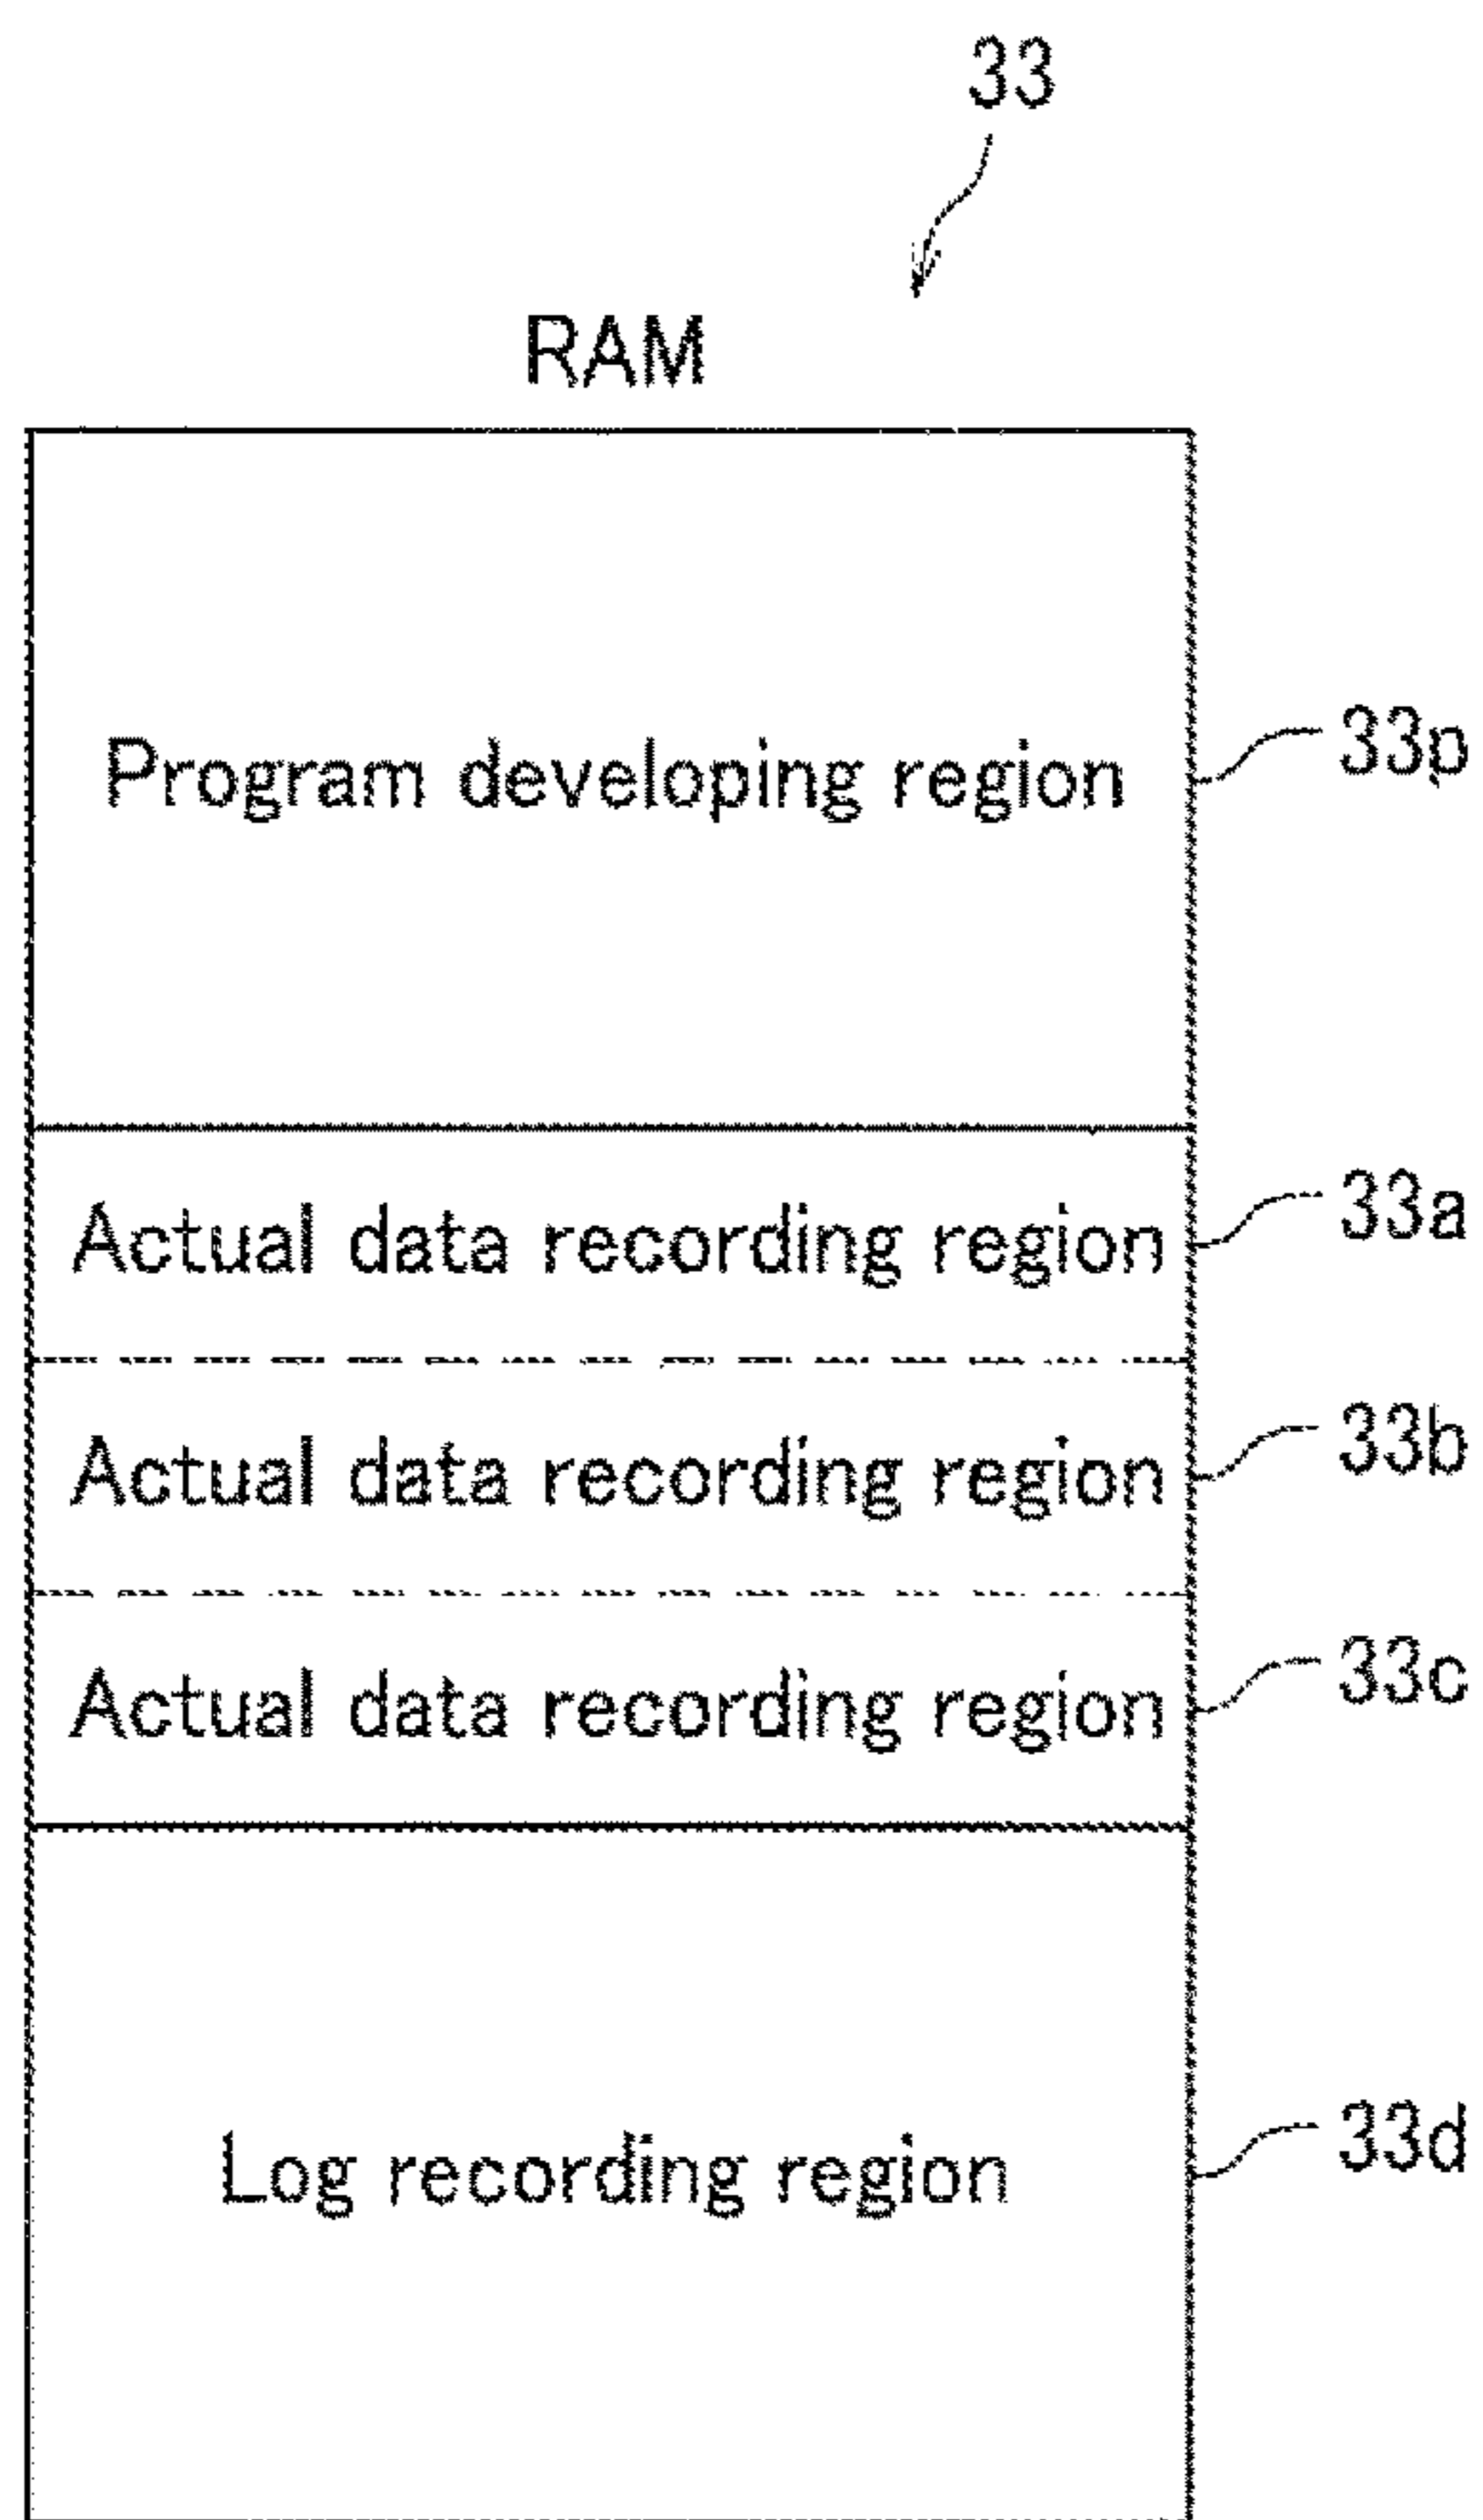 33
RAM
Program developing region 33p
Actual data recording region 33a
Actual data recording region 33b
Actual data recording region 33c
Log recording region 33d